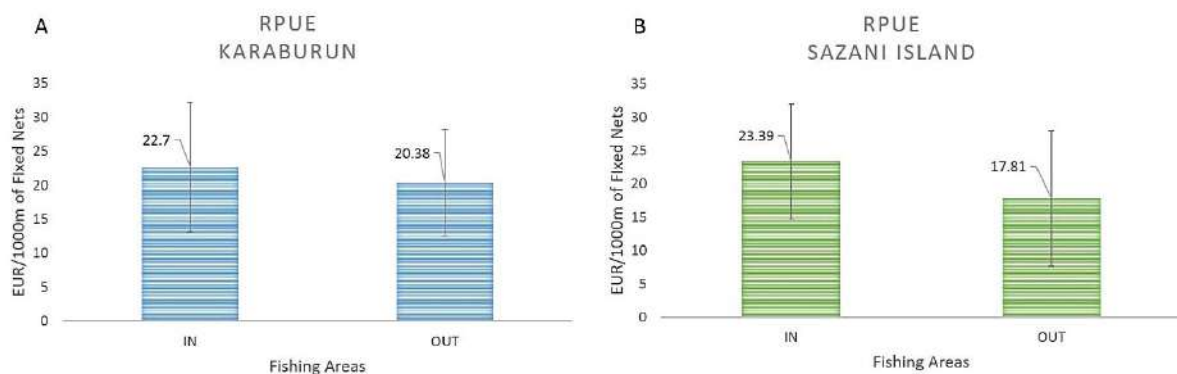 A
RPUE
KARABURUN
EUR/1000m of Fixed Nets
35
30
25
20
15
10
5
0
22.7
20.38
IN
OUT
Fishing Areas
B
RPUE
SAZANI ISLAND
EUR/1000m of Fixed Nets
35
30
25
20
15
10
5
0
23.39
17.81
IN
OUT
Fishing Areas